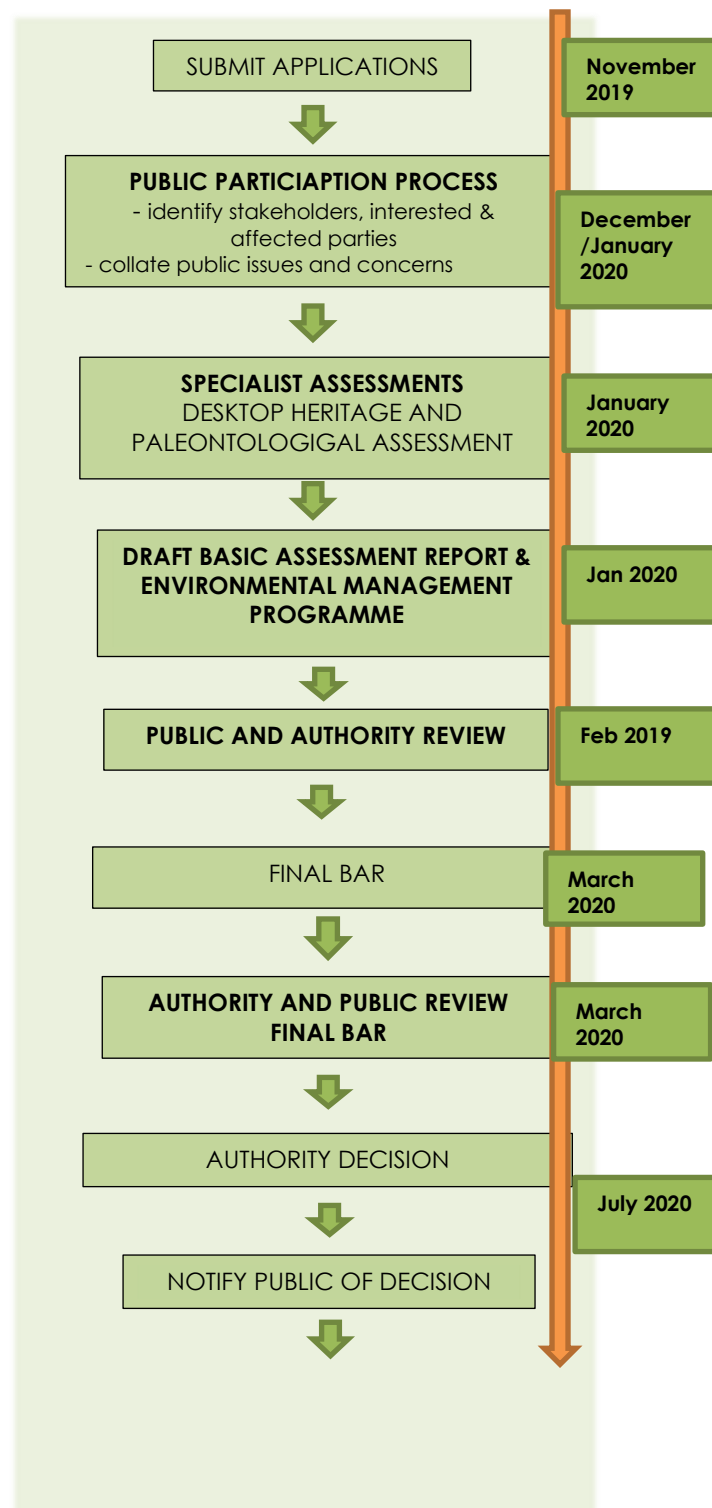 SUBMIT APPLICATIONS
November
2019
PUBLIC PARTICIAPTION PROCESS
- identify stakeholders, interested &
affected parties
- collate public issues and concerns
December
/January
2020
SPECIALIST ASSESSMENTS
DESKTOP HERITAGE AND
PALEONTOLOGIGAL ASSESSMENT
January
2020
DRAFT BASIC ASSESSMENT REPORT &
ENVIRONMENTAL MANAGEMENT
PROGRAMME
Jan 2020
PUBLIC AND AUTHORITY REVIEW
Feb 2019
FINAL BAR
March
2020
AUTHORITY AND PUBLIC REVIEW
FINAL BAR
March
2020
AUTHORITY DECISION
July 2020
NOTIFY PUBLIC OF DECISION